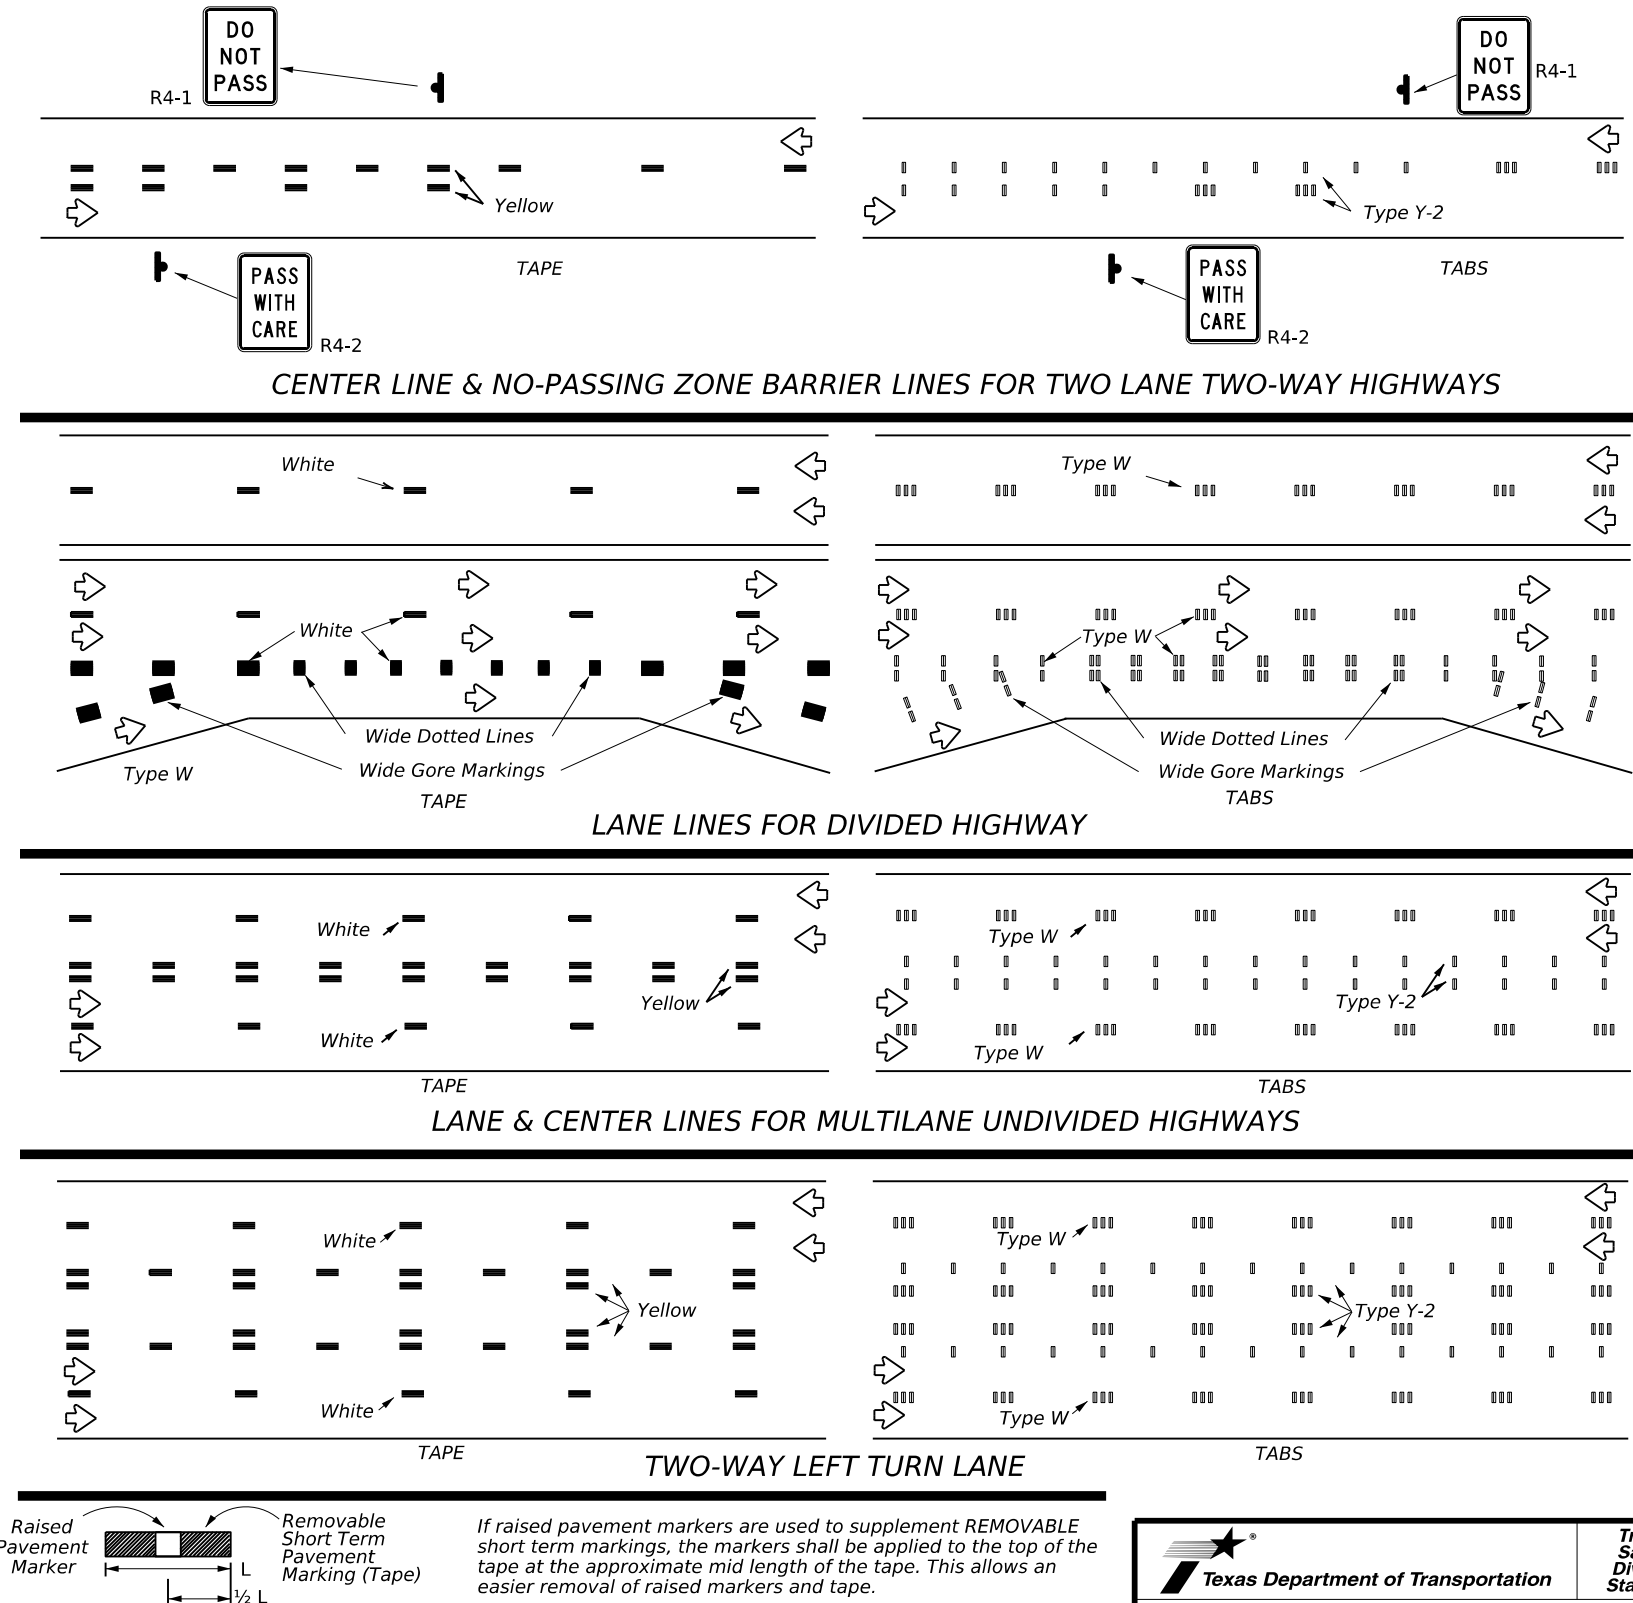 DO
NOT
PASS
R4-1
DO
NOT
PASS
R4-1
Yellow
Type Y-2
PASS
WITH
CARE
R4-2
TAPE
PASS
WITH
CARE
R4-2
TABS
CENTER LINE & NO-PASSING ZONE BARRIER LINES FOR TWO LANE TWO-WAY HIGHWAYS
White
Type W
White
Type W
Wide Dotted Lines
Wide Gore Markings
Type W
TAPE
Wide Dotted Lines
Wide Gore Markings
TABS
LANE LINES FOR DIVIDED HIGHWAY
White
Yellow
White
TAPE
Type W
Type Y-2
Type W
TABS
LANE & CENTER LINES FOR MULTILANE UNDIVIDED HIGHWAYS
White
Yellow
White
TAPE
Type W
Type Y-2
Type W
TABS
TWO-WAY LEFT TURN LANE
Raised
Pavement
Marker
Removable
Short Term
Pavement
Marking (Tape)
L
½ L
If raised pavement markers are used to supplement REMOVABLE
short term markings, the markers shall be applied to the top of the
tape at the approximate mid length of the tape. This allows an
easier removal of raised markers and tape.
®
Texas Department of Transportation